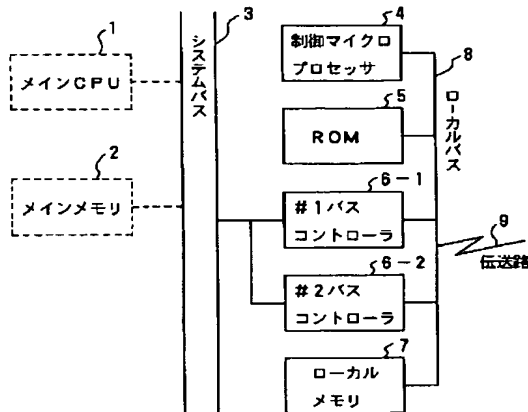 1
メインCPU
2
メインメモリ
システムバス
3
4
制御マイクロ
プロセッサ
5
ROM
6-1
#1バス
コントローラ
6-2
#2バス
コントローラ
7
ローカル
メモリ
8
ローカルバス
9
伝送路